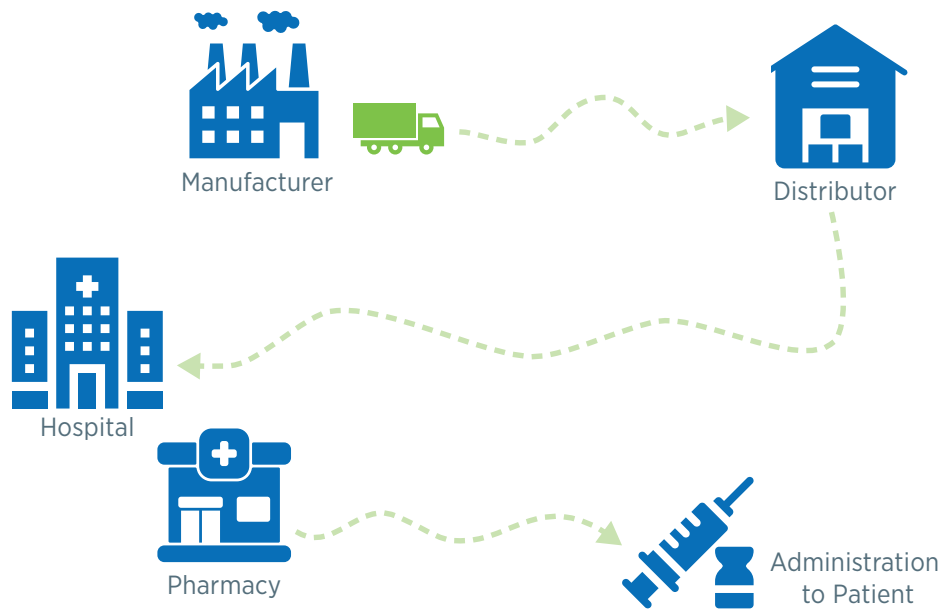 Manufacturer
Distributor
Hospital
Pharmacy
Administration
to Patient